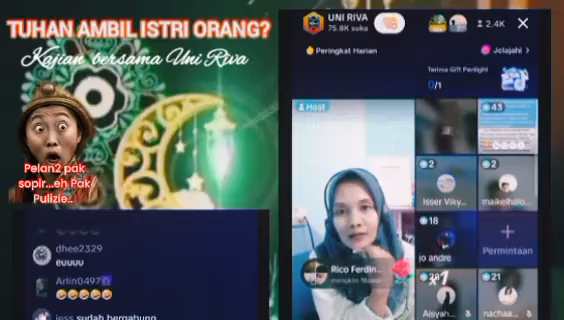 TUHAN AMBIL ISTRI ORANG?
Kajian bersama Uni Riva
Pelan2 pak
sopir...eh Pak
Pulizie..
dhee2329
euuuu
Arlin0497
jess sudah bergabung
UNI RIVA
75.8K suka
2.4K
Peringkat Harian
Jelajahi >
Terima Gift Penlight
0/1
Host
43
2
2
Isser Viky...
maikelhalo...
18
jo andre
+
Permintaan
Rico Ferdin...
x1
21
Aisyah...
nachaa...